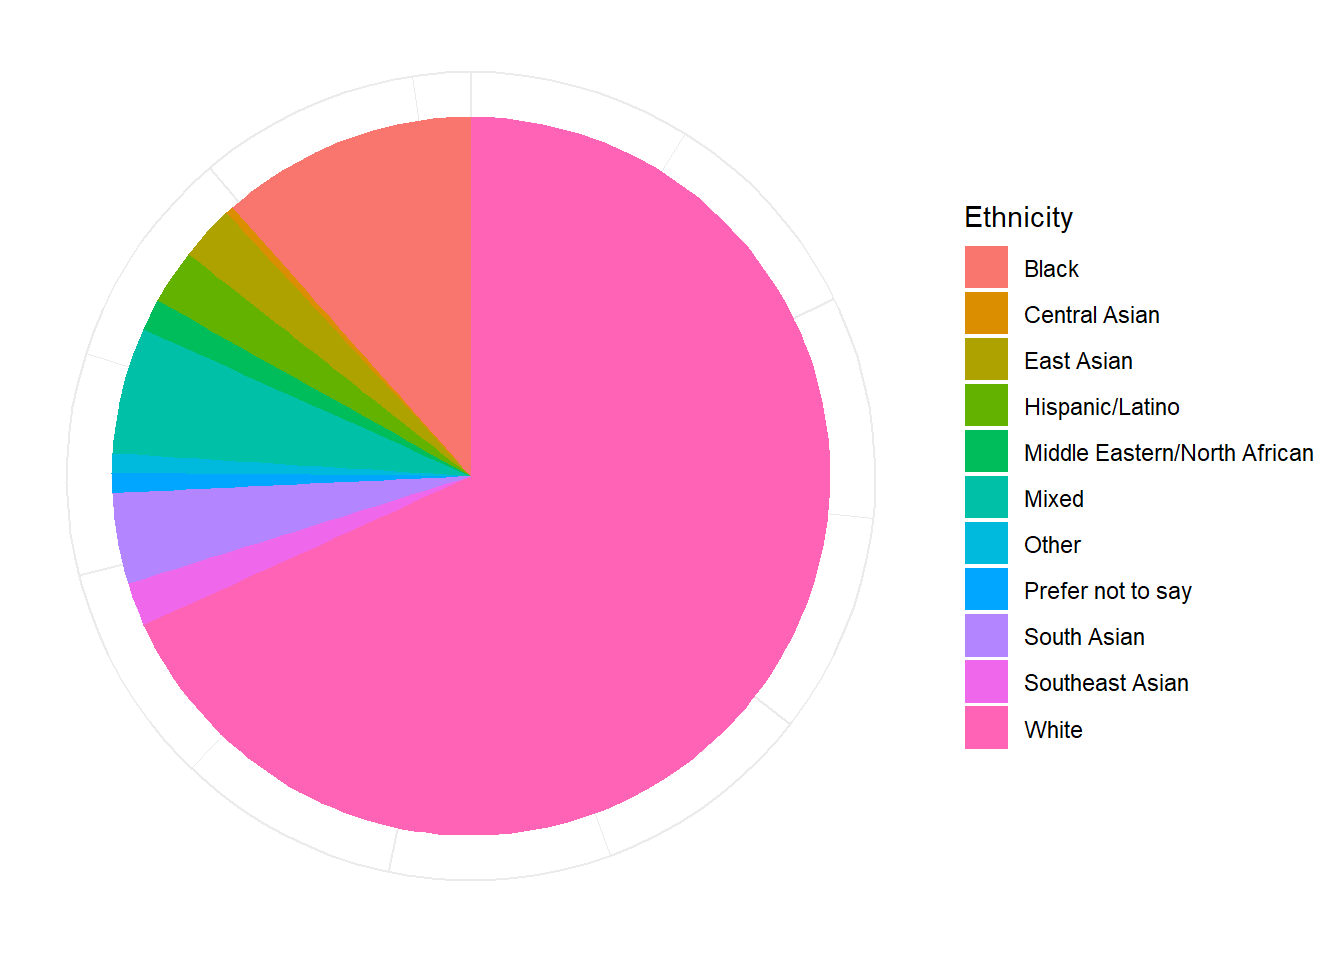 Ethnicity
Black
Central Asian
East Asian
Hispanic/Latino
Middle Eastern/North African
Mixed
Other
Prefer not to say
South Asian
Southeast Asian
White